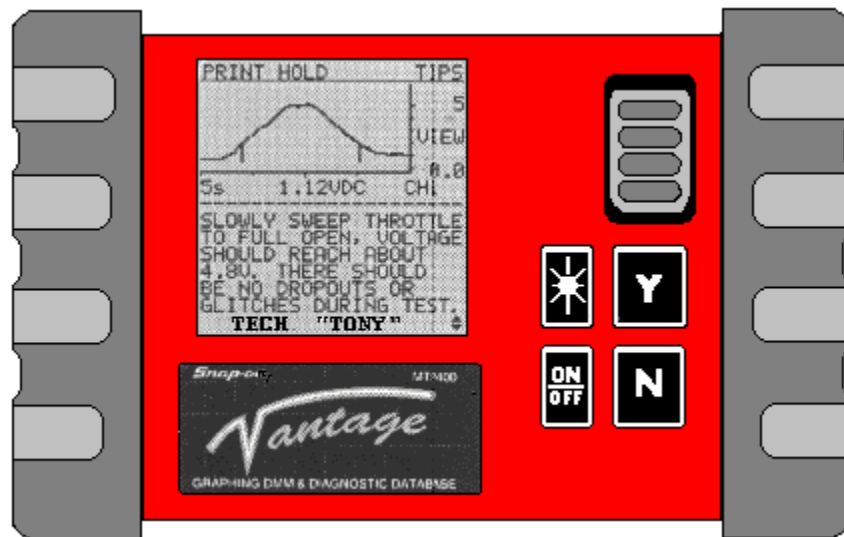 PRINT HOLD TIPS
5
VIEW
0.0
5s 1.12VDC CH1
SLOWLY SWEEP THROTTLE
TO FULL OPEN, VOLTAGE
SHOULD REACH ABOUT
4.8V. THERE SHOULD
BE NO DROPOUTS OR
GLITCHES DURING TEST.
TECH "TONY"
Y
ON
OFF
N
Snap-on MT2400
Vantage
GRAPHING DMM & DIAGNOSTIC DATABASE